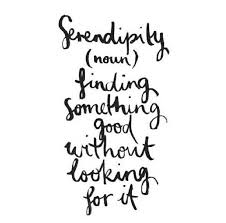 Serendipity
(noun)
finding
something
good
without
looking
for it